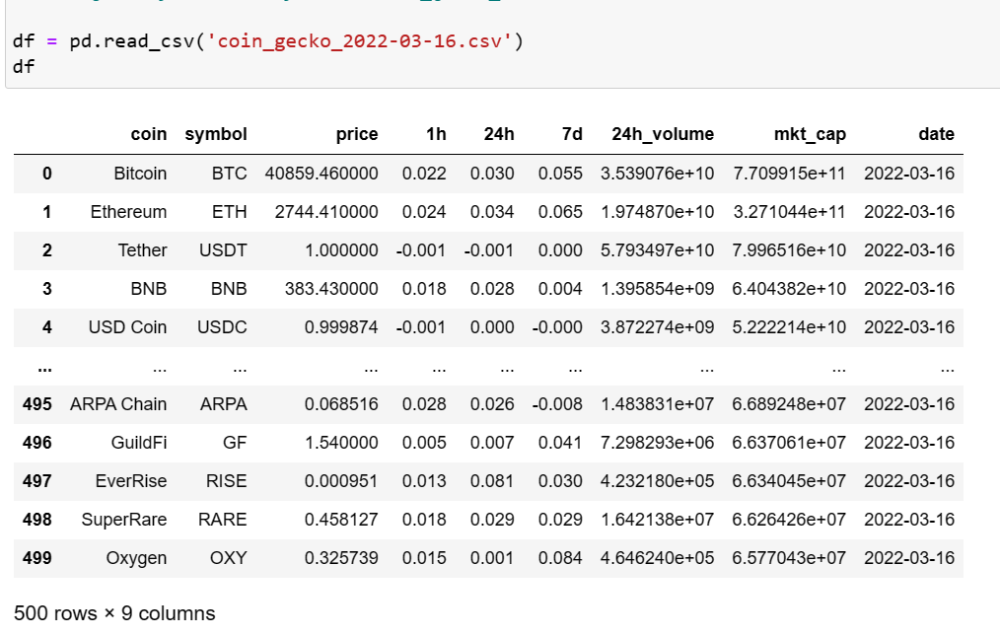 df = pd.read_csv('coin_gecko_2022-03-16.csv')
df
coin symbol price 1h 24h 7d 24h_volume mkt_cap date
0 Bitcoin BTC 40859.460000 0.022 0.030 0.055 3.539076e+10 7.709915e+11 2022-03-16
1 Ethereum ETH 2744.410000 0.024 0.034 0.065 1.974870e+10 3.271044e+11 2022-03-16
2 Tether USDT 1.000000 -0.001 -0.001 0.000 5.793497e+10 7.996516e+10 2022-03-16
3 BNB BNB 383.430000 0.018 0.028 0.004 1.395854e+09 6.404382e+10 2022-03-16
4 USD Coin USDC 0.999874 -0.001 0.000 -0.000 3.872274e+09 5.222214e+10 2022-03-16
... ... ... ... ... ... ... ... ... ...
495 ARPA Chain ARPA 0.068516 0.028 0.026 -0.008 1.483831e+07 6.689248e+07 2022-03-16
496 GuildFi GF 1.540000 0.005 0.007 0.041 7.298293e+06 6.637061e+07 2022-03-16
497 EverRise RISE 0.000951 0.013 0.081 0.030 4.232180e+05 6.634045e+07 2022-03-16
498 SuperRare RARE 0.458127 0.018 0.029 0.029 1.642138e+07 6.626426e+07 2022-03-16
499 Oxygen OXY 0.325739 0.015 0.001 0.084 4.646240e+05 6.577043e+07 2022-03-16
500 rows × 9 columns